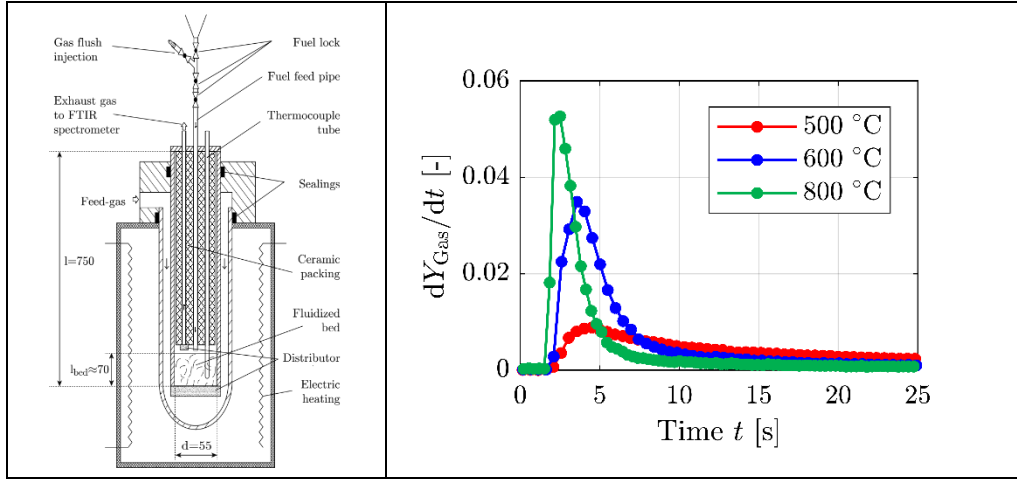 Gas flush
injection
Fuel lock
Fuel feed pipe
Exhaust gas
to FTIR
spectrometer
Thermocouple
tube
Sealings
Feed-gas
l=750
Ceramic
packing
Fluidized
bed
Distributor
l_bed≈70
Electric
heating
d=55
dY_Gas/dt [-]
0.06
0.04
0.02
0
500 °C
600 °C
800 °C
0 5 10 15 20 25
Time t [s]